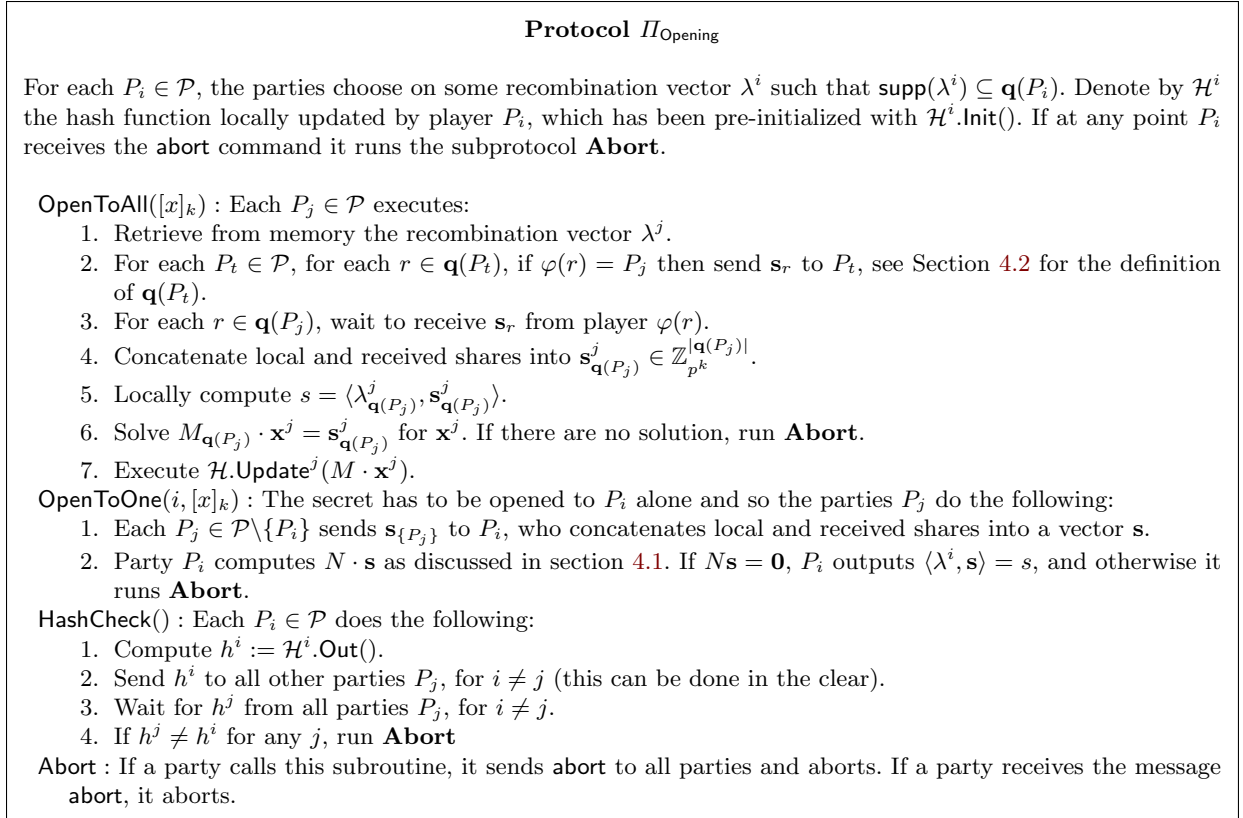 Protocol Π_Opening
For each P_i ∈ 𝒫, the parties choose on some recombination vector λ^i such that supp(λ^i) ⊆ q(P_i). Denote by ℋ^i
the hash function locally updated by player P_i, which has been pre-initialized with ℋ^i.Init(). If at any point P_i
receives the abort command it runs the subprotocol Abort.
OpenToAll([x]_k) : Each P_j ∈ 𝒫 executes:
1. Retrieve from memory the recombination vector λ^j.
2. For each P_t ∈ 𝒫, for each r ∈ q(P_t), if φ(r) = P_j then send s_r to P_t, see Section 4.2 for the definition
of q(P_t).
3. For each r ∈ q(P_j), wait to receive s_r from player φ(r).
4. Concatenate local and received shares into s^j_{q(P_j)} ∈ ℤ^{|q(P_j)|}_{p^k}.
5. Locally compute s = ⟨λ^j_{q(P_j)}, s^j_{q(P_j)}⟩.
6. Solve M_{q(P_j)} · x^j = s^j_{q(P_j)} for x^j. If there are no solution, run Abort.
7. Execute ℋ.Update^j(M · x^j).
OpenToOne(i, [x]_k) : The secret has to be opened to P_i alone and so the parties P_j do the following:
1. Each P_j ∈ 𝒫\{P_i} sends s_{{P_j}} to P_i, who concatenates local and received shares into a vector s.
2. Party P_i computes N · s as discussed in section 4.1. If Ns = 0, P_i outputs ⟨λ^i, s⟩ = s, and otherwise it
runs Abort.
HashCheck() : Each P_i ∈ 𝒫 does the following:
1. Compute h^i := ℋ^i.Out().
2. Send h^i to all other parties P_j, for i ≠ j (this can be done in the clear).
3. Wait for h^j from all parties P_j, for i ≠ j.
4. If h^j ≠ h^i for any j, run Abort
Abort : If a party calls this subroutine, it sends abort to all parties and aborts. If a party receives the message
abort, it aborts.